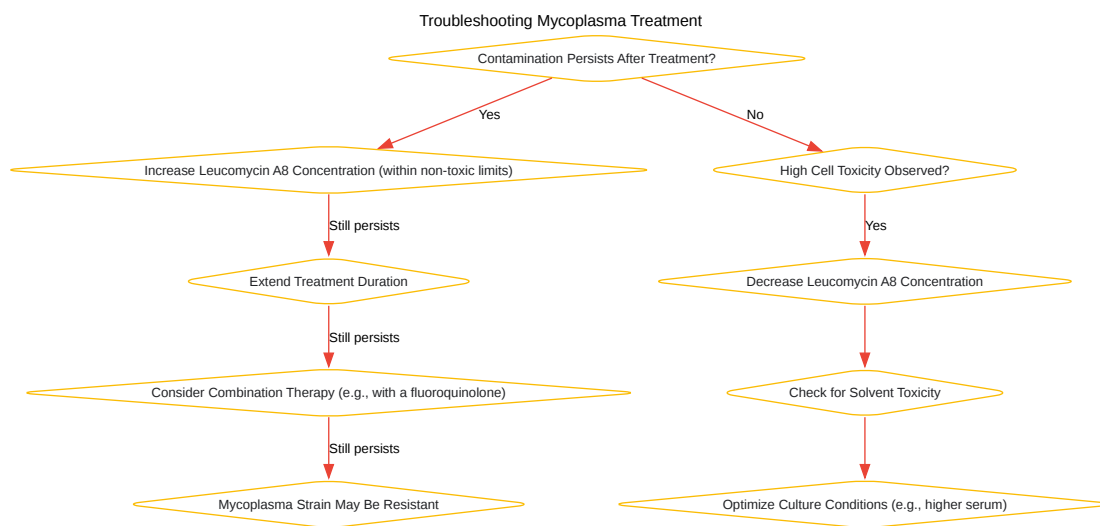 Troubleshooting Mycoplasma Treatment
Contamination Persists After Treatment?
Yes
No
Increase Leucomycin A8 Concentration (within non-toxic limits)
High Cell Toxicity Observed?
Still persists
Yes
Extend Treatment Duration
Decrease Leucomycin A8 Concentration
Still persists
Consider Combination Therapy (e.g., with a fluoroquinolone)
Check for Solvent Toxicity
Still persists
Mycoplasma Strain May Be Resistant
Optimize Culture Conditions (e.g., higher serum)